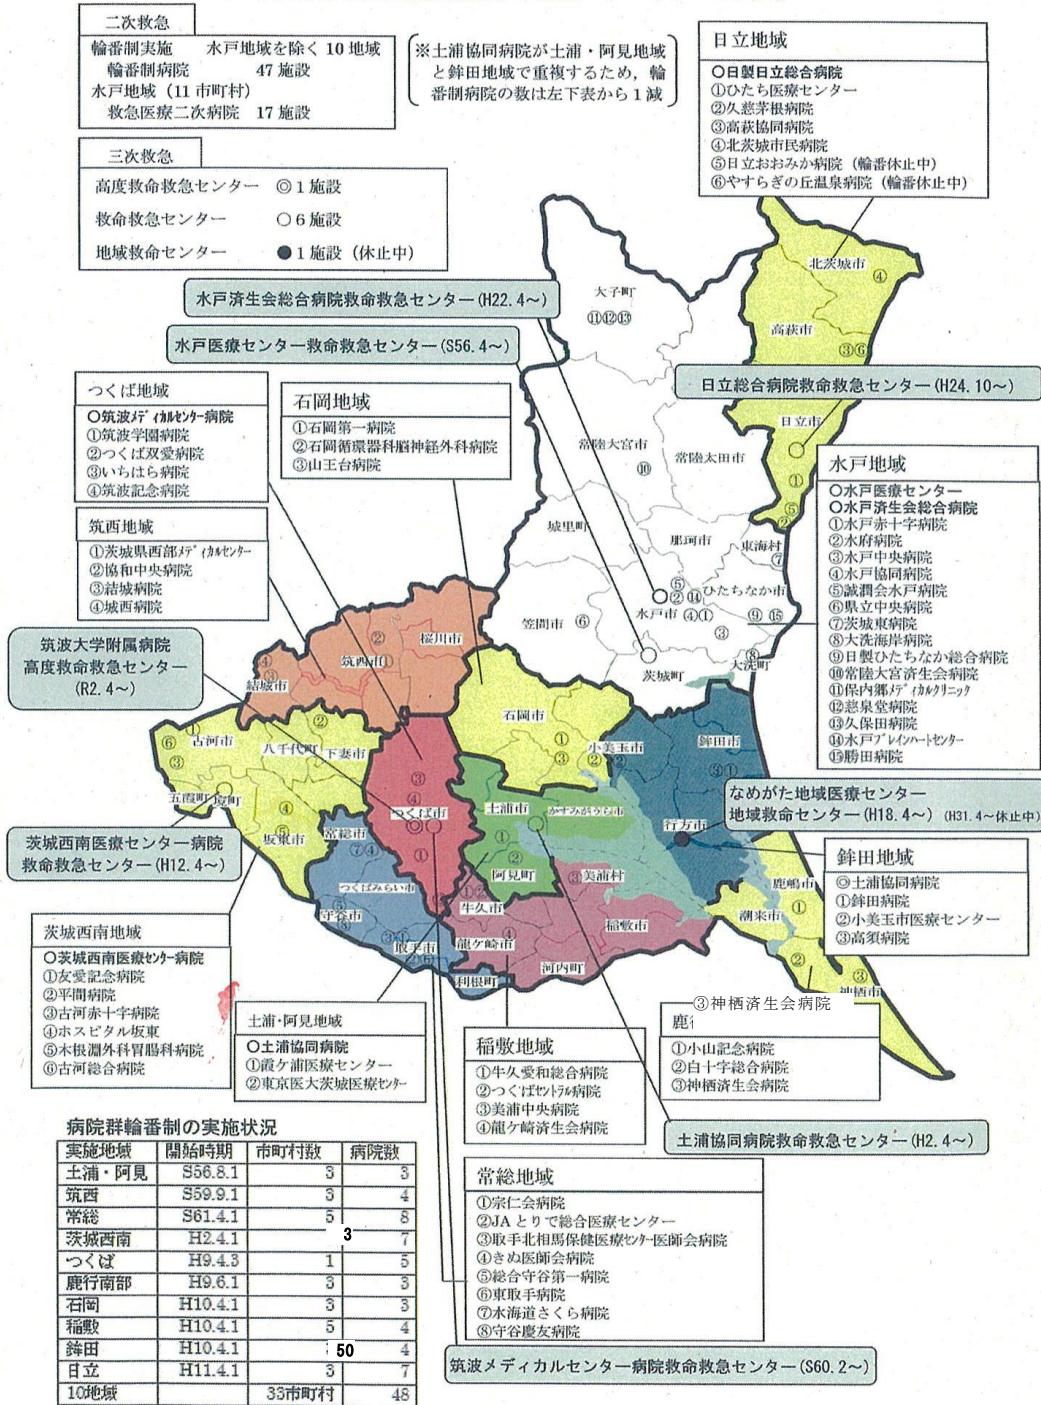 二次救急
輪番制実施　水戸地域を除く10地域
輪番制病院　47施設
水戸地域（11市町村）
救急医療二次病院　17施設
※土浦協同病院が土浦・阿見地域
と鉾田地域で重複するため，輪
番制病院の数は左下表から1減
三次救急
高度救命救急センター　◎1施設
救命救急センター　○6施設
地域救命センター　●1施設（休止中）
日立地域
○日製日立総合病院
①ひたち医療センター
②久慈茅根病院
③高萩協同病院
④北茨城市民病院
⑤日立おおみか病院（輪番休止中）
⑥やすらぎの丘温泉病院（輪番休止中）
水戸済生会総合病院救命救急センター(H22.4～)
水戸医療センター救命救急センター(S56.4～)
日立総合病院救命救急センター(H24.10～)
つくば地域
○筑波メディカルセンター病院
①筑波学園病院
②つくば双愛病院
③いちはら病院
④筑波記念病院
石岡地域
①石岡第一病院
②石岡循環器科脳神経外科病院
③山王台病院
筑西地域
①茨城県西部メディカルセンター
②協和中央病院
③結城病院
④城西病院
水戸地域
○水戸医療センター
○水戸済生会総合病院
①水戸赤十字病院
②水府病院
③水戸中央病院
④水戸協同病院
⑤誠潤会水戸病院
⑥県立中央病院
⑦茨城東病院
⑧大洗海岸病院
⑨日製ひたちなか総合病院
⑩常陸大宮済生会病院
⑪保内郷メディカルクリニック
⑫慈泉堂病院
⑬久保田病院
⑭水戸ブレインハートセンター
⑮勝田病院
筑波大学附属病院
高度救命救急センター
(R2.4～)
北茨城市
④
大子町
⑪⑫⑬
高萩市
③⑥
日立市
①
⑤
②
常陸大宮市
⑩
常陸太田市
城里町
那珂市
東海村
⑦
ひたちなか市
⑨ ⑮
水戸市
⑤
② ⑭
④①
③
笠間市
⑥
茨城町
大洗町
⑧
桜川市
筑西市
②
①
結城市
④
③
石岡市
①
③
小美玉市
②
②
鉾田市
③①
古河市
⑥
③
①
八千代町
②
下妻市
五霞町
境町
坂東市
④
⑤
つくば市
③
④
①
土浦市
①
かすみがうら市
阿見町
②
行方市
常総市
⑦④
つくばみらい市
守谷市
⑤
⑧
取手市
③①
②⑥
利根町
牛久市
①②
龍ケ崎市
④
河内町
稲敷市
美浦村
③
潮来市
鹿嶋市
①
②
③
神栖市
なめがた地域医療センター
地域救命センター(H18.4～) (H31.4～休止中)
茨城西南医療センター病院
救命救急センター(H12.4～)
鉾田地域
◎土浦協同病院
①鉾田病院
②小美玉市医療センター
③高須病院
茨城西南地域
○茨城西南医療センター病院
①友愛記念病院
②平間病院
③古河赤十字病院
④ホスピタル坂東
⑤木根淵外科胃腸科病院
⑥古河総合病院
土浦・阿見地域
○土浦協同病院
①霞ケ浦医療センター
②東京医大茨城医療センター
稲敷地域
①牛久愛和総合病院
②つくばセントラル病院
③美浦中央病院
④龍ケ崎済生会病院
③神栖済生会病院
鹿行
①小山記念病院
②白十字総合病院
③神栖済生会病院
土浦協同病院救命救急センター(H2.4～)
常総地域
①宗仁会病院
②JAとりで総合医療センター
③取手北相馬保健医療センター医師会病院
④きぬ医師会病院
⑤総合守谷第一病院
⑥東取手病院
⑦水海道さくら病院
⑧守谷慶友病院
筑波メディカルセンター病院救命救急センター(S60.2～)
病院群輪番制の実施状況
実施地域　開始時期　市町村数　病院数
土浦・阿見　S56.8.1　3　3
筑西　S59.9.1　3　4
常総　S61.4.1　5　8
茨城西南　H2.4.1　3　7
つくば　H9.4.3　1　5
鹿行南部　H9.6.1　3　3
石岡　H10.4.1　3　3
稲敷　H10.4.1　5　4
鉾田　H10.4.1　50　4
日立　H11.4.1　3　7
10地域　33市町村　48